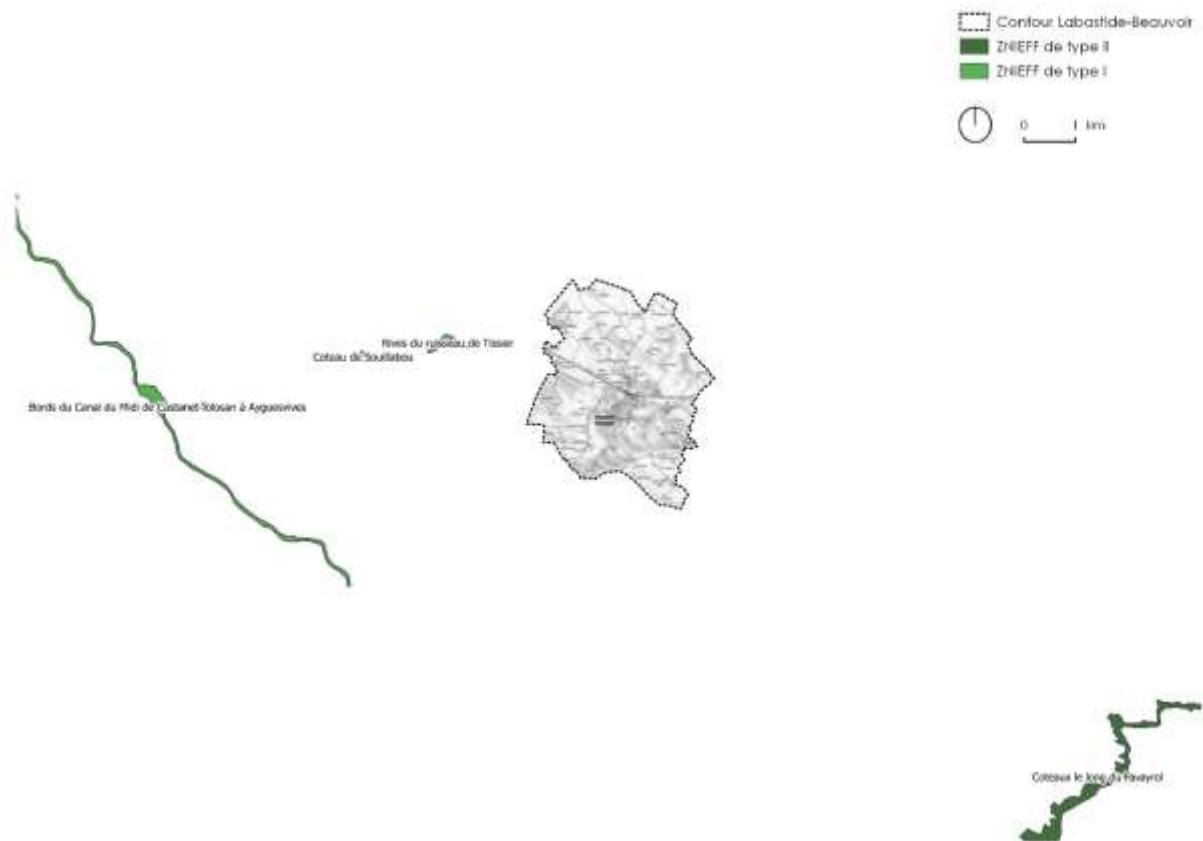 Contour Labastide-Beauvoir
ZNIEFF de type II
ZNIEFF de type I
0 1 km
Rives du ruisseau de Tissier
Coteau de Souillabou
Bords du Canal du Midi de Castanet-Tolosan à Ayguesvives
Coteaux le long du